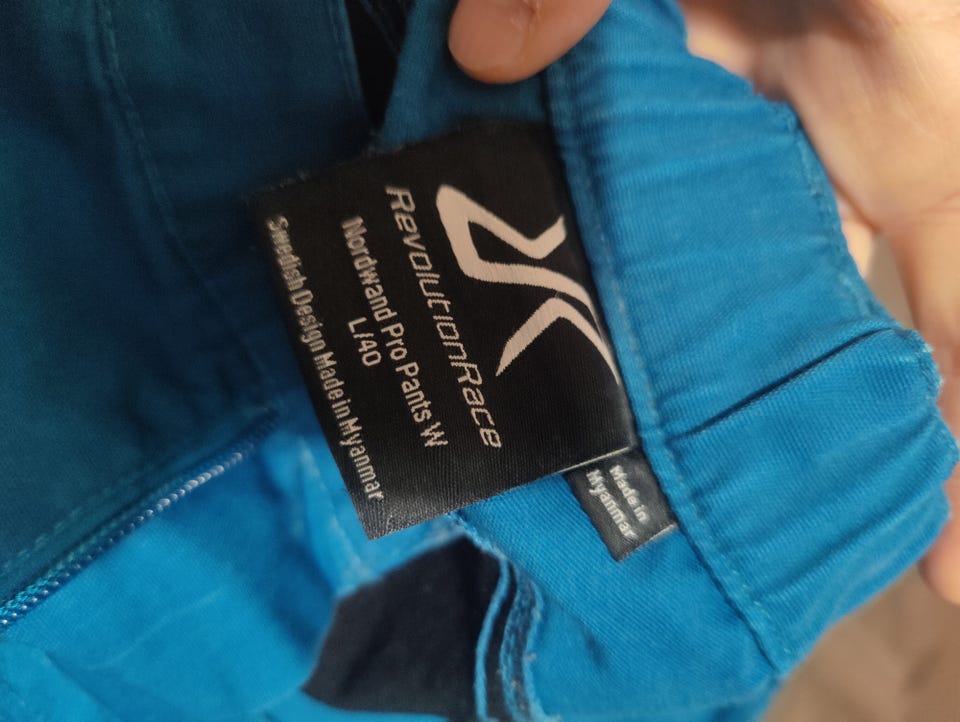 RevolutionRace
Nordwand Pro Pants W
L/40
Swedish Design Made in Myanmar
Made in
Myanmar